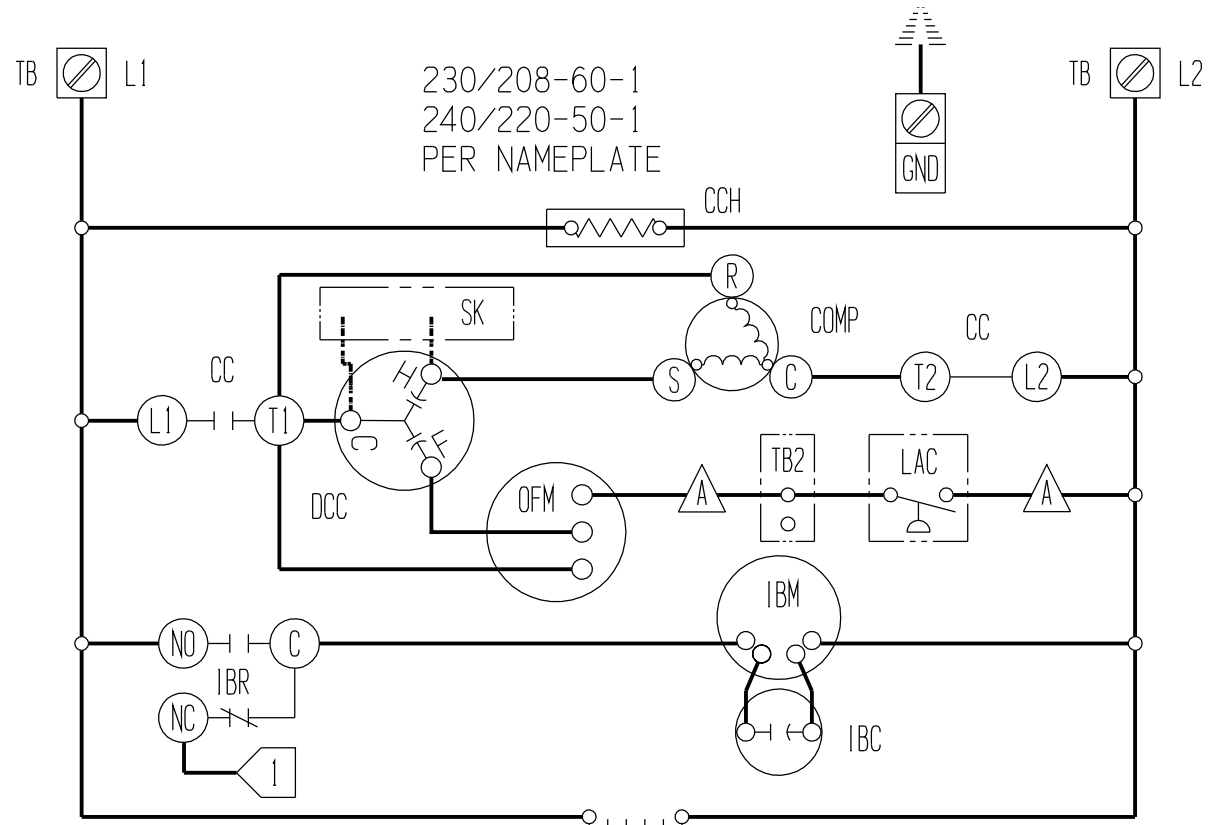 TB L1
230/208-60-1
240/220-50-1
PER NAMEPLATE
GND
TB L2
CCH
R
SK
COMP
CC
CC
H
S
C
T2
L2
L1
T1
C
F
DCC
OFM
A
TB2
LAC
A
IBM
NO
C
IBR
NC
1
IBC